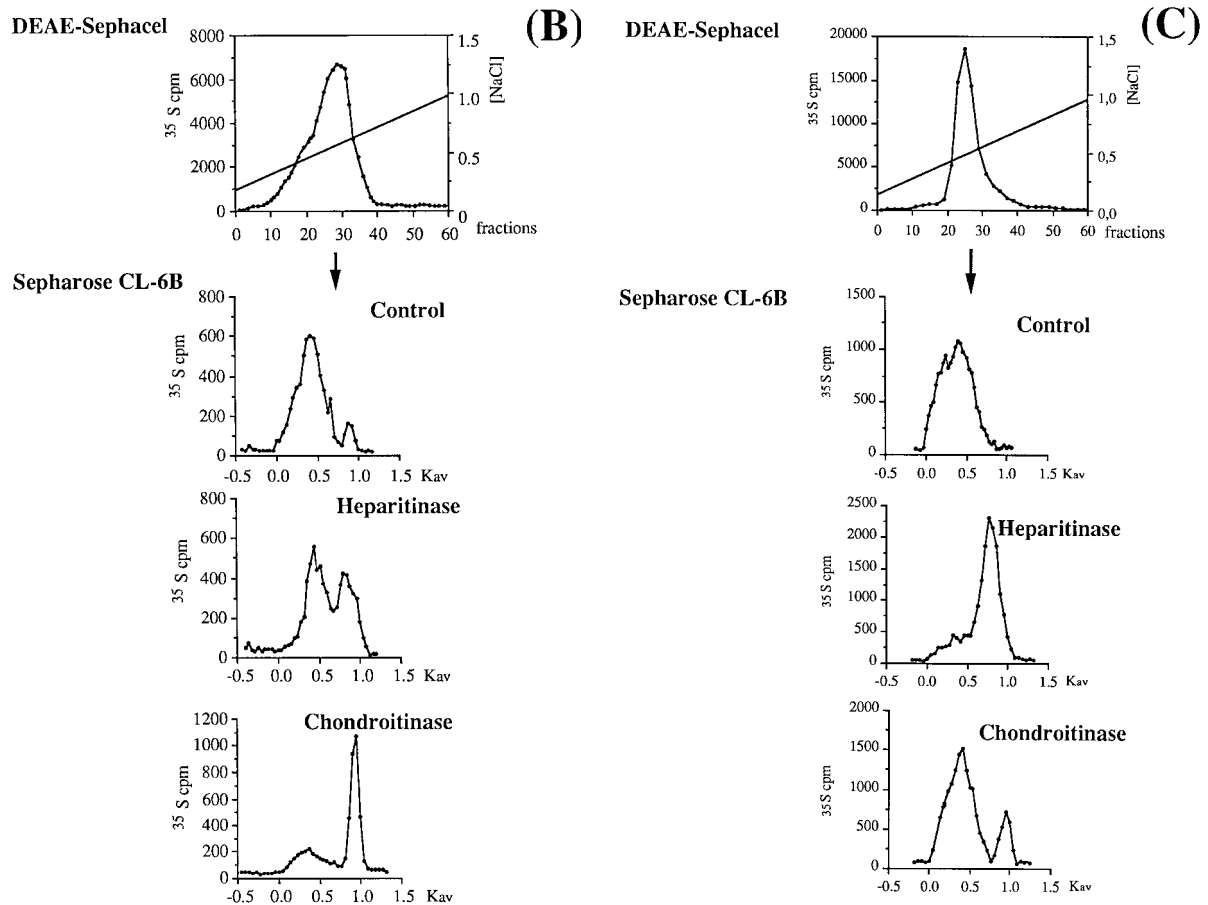 DEAE-Sephacel
(B)
8000
6000
4000
2000
0
35 S cpm
1.5
1.0
0.5
0
[NaCl]
0 10 20 30 40 50 60
fractions
Sepharose CL-6B
Control
800
600
400
200
0
35 S cpm
-0.5 0.0 0.5 1.0 1.5 Kav
Heparitinase
800
600
400
200
0
35 S cpm
-0.5 0.0 0.5 1.0 1.5 Kav
Chondroitinase
1200
1000
800
600
400
200
0
35 S cpm
-0.5 0.0 0.5 1.0 1.5 Kav
DEAE-Sephacel
(C)
20000
15000
10000
5000
0
35 S cpm
1,5
1,0
0,5
0,0
[NaCl]
0 10 20 30 40 50 60
fractions
Sepharose CL-6B
Control
1500
1000
500
0
35 S cpm
-0.5 0.0 0.5 1.0 1.5 Kav
Heparitinase
2500
2000
1500
1000
500
0
35 S cpm
-0.5 0.0 0.5 1.0 1.5 Kav
Chondroitinase
2000
1500
1000
500
0
35 S cpm
-0.5 0.0 0.5 1.0 1.5 Kav